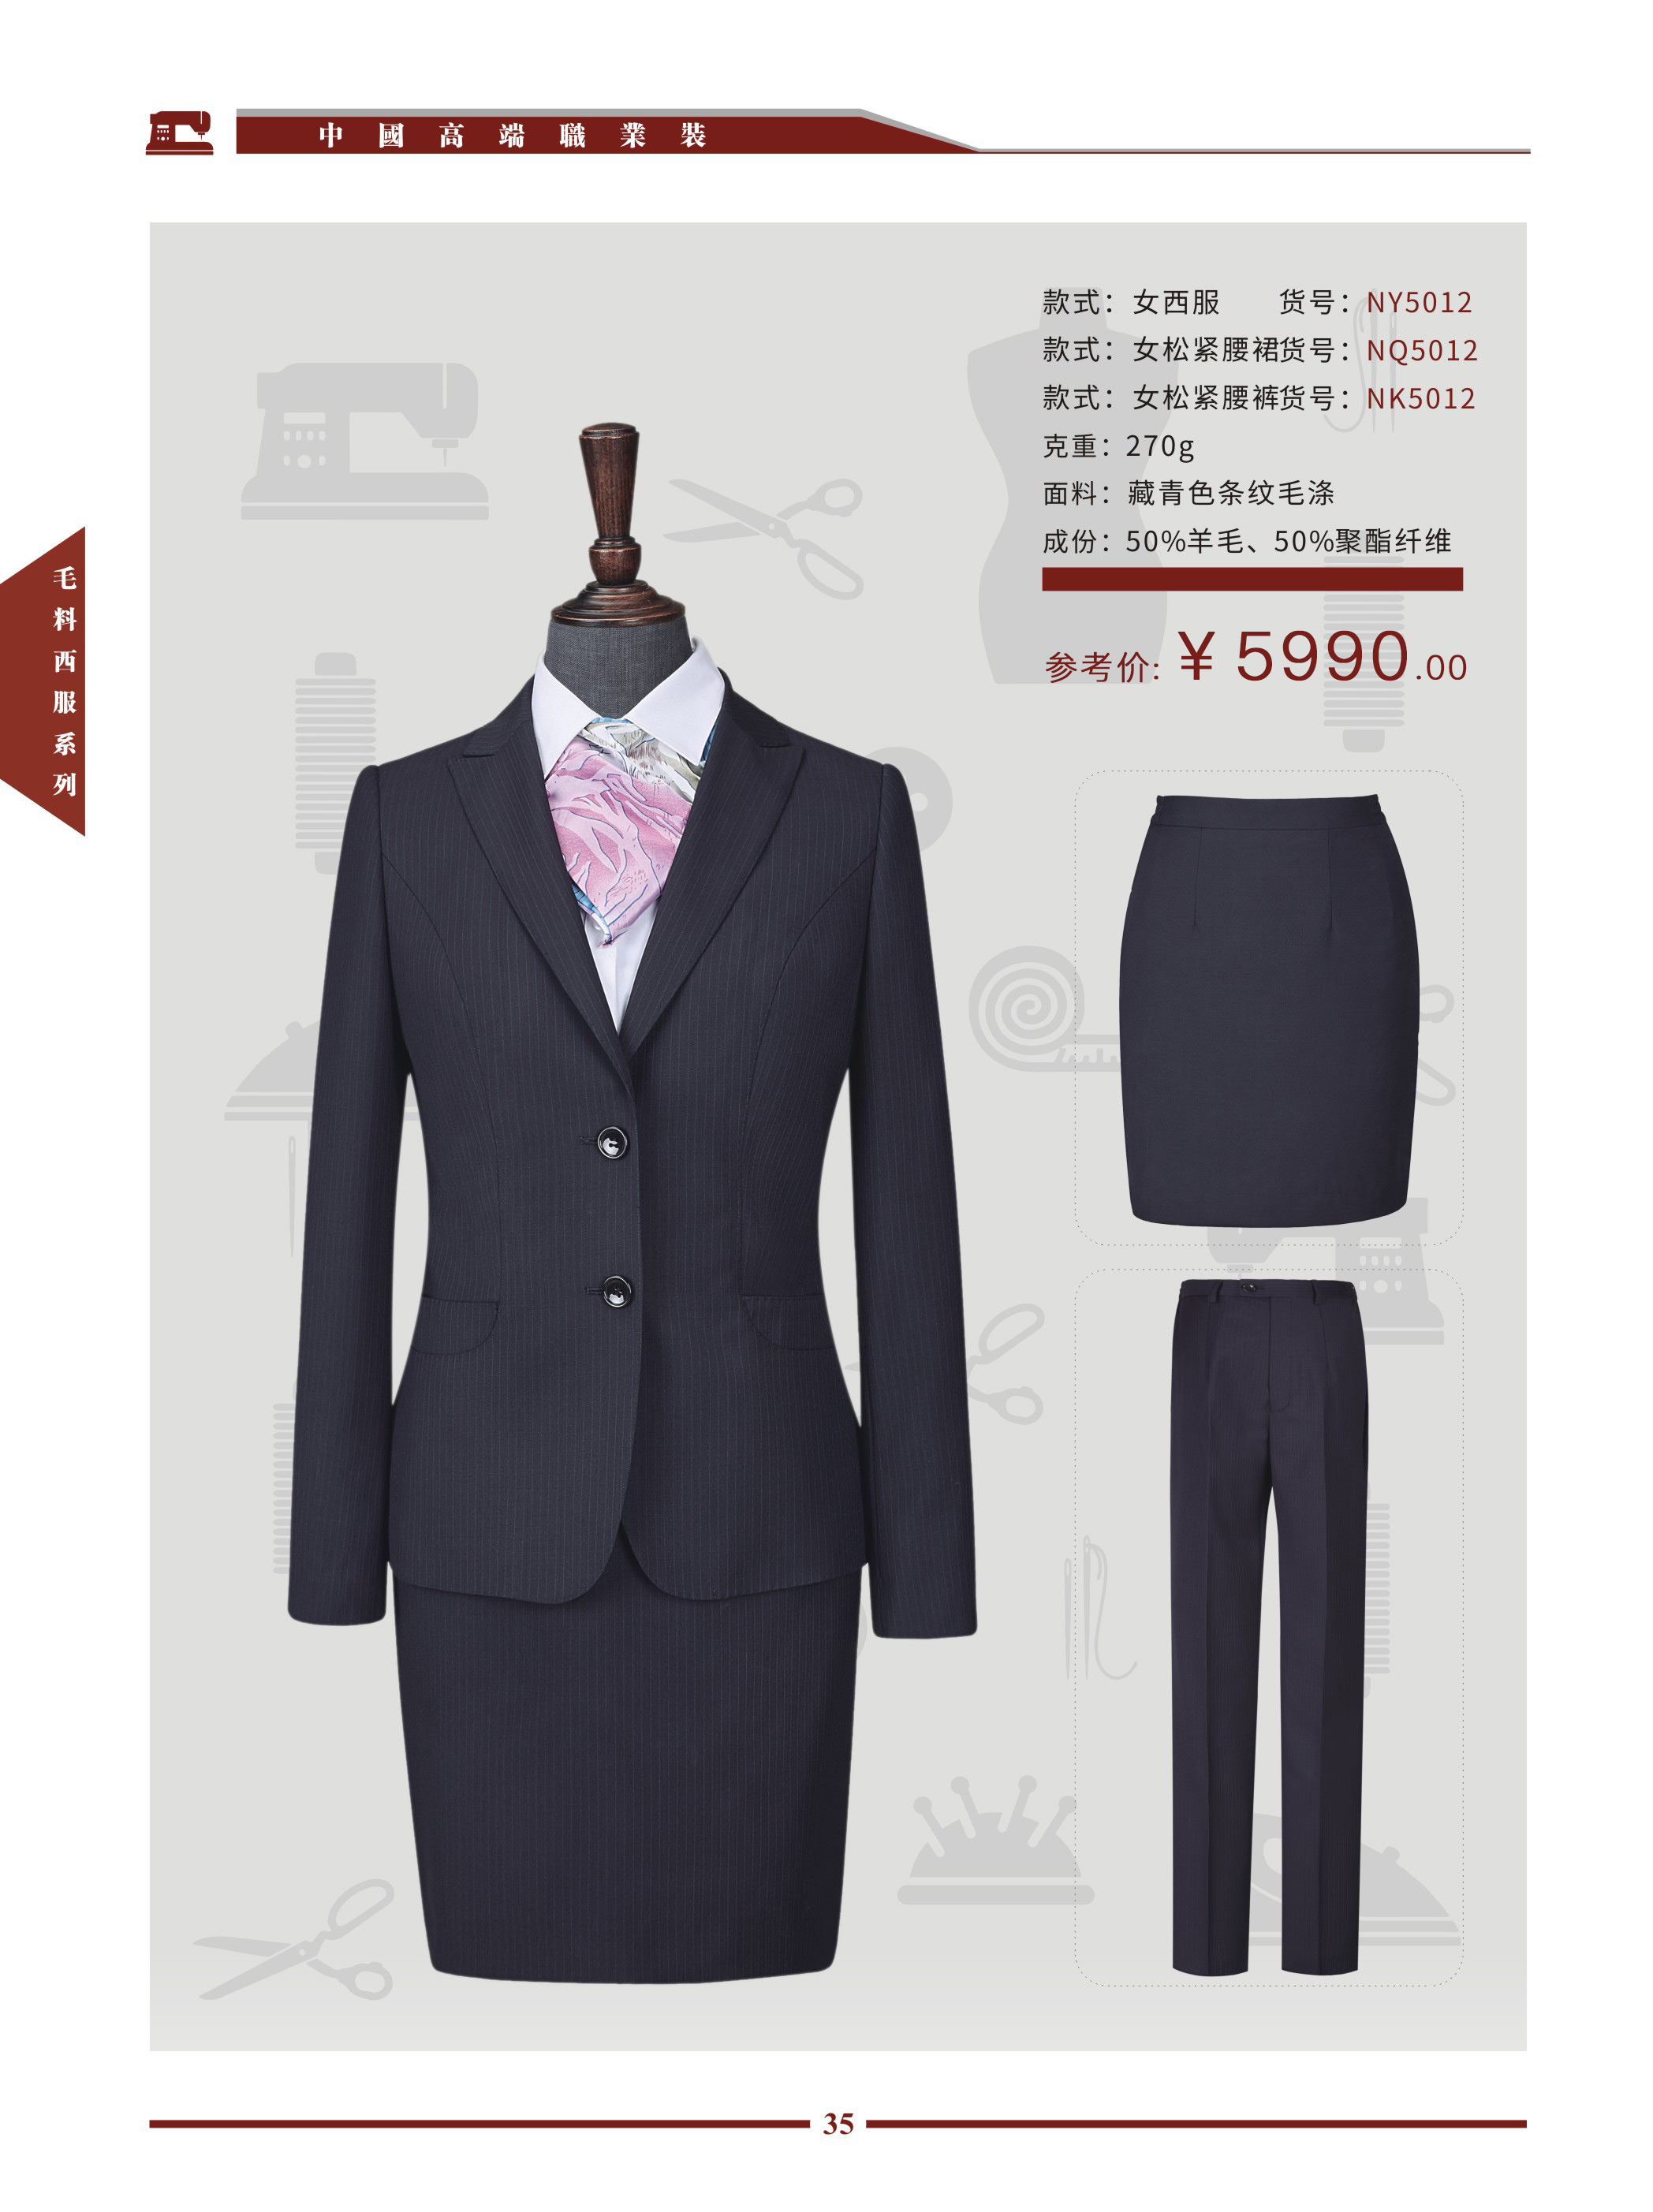 中國高端職業裝
款式：女西服 货号：NY5012
款式：女松紧腰裙货号：NQ5012
款式：女松紧腰裤货号：NK5012
克重：270g
面料：藏青色条纹毛涤
成份：50%羊毛、50%聚酯纤维
参考价：¥5990.00
毛料西服系列
35